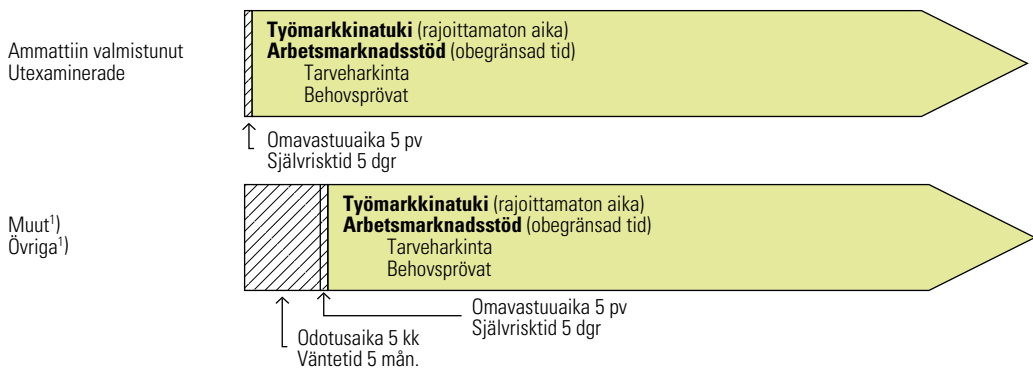 Ammattiin valmistunut
Utexaminerade
Työmarkkinatuki (rajoittamaton aika)
Arbetsmarknadsstöd (obegränsad tid)
Tarveharkinta
Behovsprövat
Omavastuuaika 5 pv
Självrisktid 5 dgr
Muut¹)
Övriga¹)
Työmarkkinatuki (rajoittamaton aika)
Arbetsmarknadsstöd (obegränsad tid)
Tarveharkinta
Behovsprövat
Omavastuuaika 5 pv
Självrisktid 5 dgr
Odotusaika 5 kk
Väntetid 5 mån.